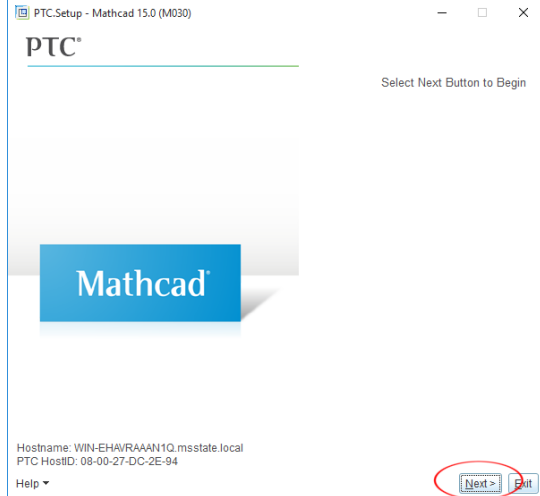 PTC.Setup - Mathcad 15.0 (M030)
PTC®
Select Next Button to Begin
Mathcad®
Hostname: WIN-EHAVRAAAN1Q.msstate.local
PTC HostID: 08-00-27-DC-2E-94
Help
Next > Exit